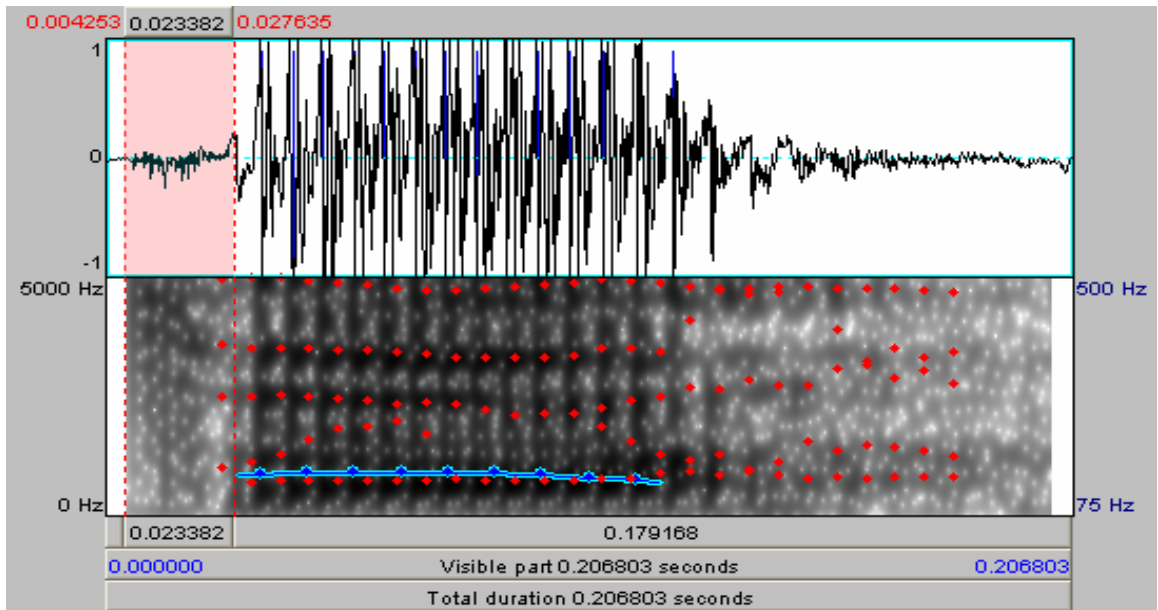 0.004253 0.023382 0.027635
1
0
-1
5000 Hz 500 Hz
0 Hz 75 Hz
0.023382 0.179168
0.000000 Visible part 0.206803 seconds 0.206803
Total duration 0.206803 seconds